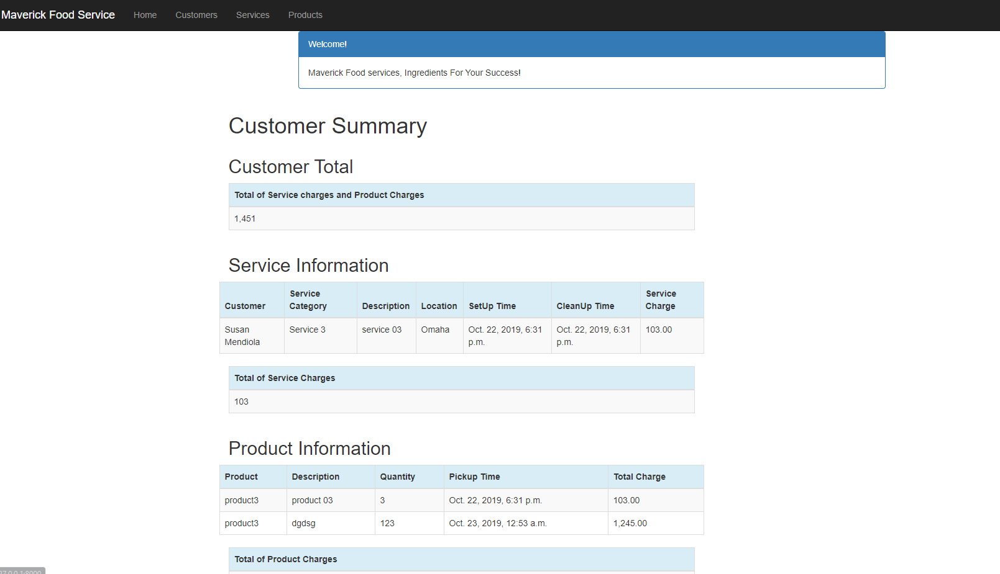 Maverick Food Service Home Customers Services Products
Welcome!
Maverick Food services, Ingredients For Your Success!
Customer Summary
Customer Total
Total of Service charges and Product Charges
1,451
Service Information
Customer Service Category Description Location SetUp Time CleanUp Time Service Charge
Susan Mendiola Service 3 service 03 Omaha Oct. 22, 2019, 6:31 p.m. Oct. 22, 2019, 6:31 p.m. 103.00
Total of Service Charges
103
Product Information
Product Description Quantity Pickup Time Total Charge
product3 product 03 3 Oct. 22, 2019, 6:31 p.m. 103.00
product3 dgdsg 123 Oct. 23, 2019, 12:53 a.m. 1,245.00
Total of Product Charges